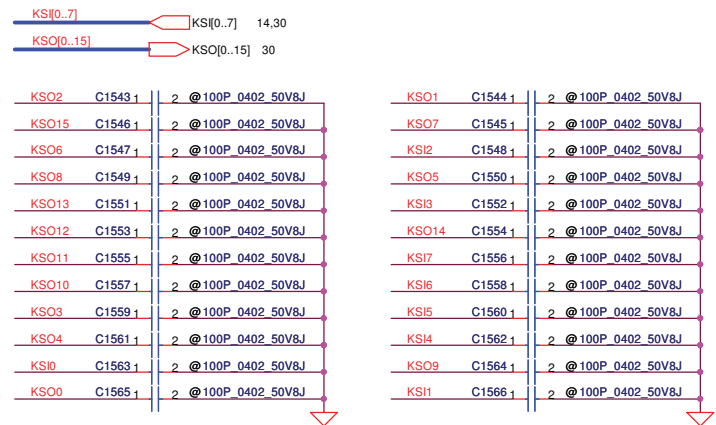 KSI[0..7] KSI[0..7] 14,30
KSO[0..15] KSO[0..15] 30
KSO2 C1543 1 2 @100P_0402_50V8J KSO1 C1544 1 2 @100P_0402_50V8J
KSO15 C1546 1 2 @100P_0402_50V8J KSO7 C1545 1 2 @100P_0402_50V8J
KSO6 C1547 1 2 @100P_0402_50V8J KSI2 C1548 1 2 @100P_0402_50V8J
KSO8 C1549 1 2 @100P_0402_50V8J KSO5 C1550 1 2 @100P_0402_50V8J
KSO13 C1551 1 2 @100P_0402_50V8J KSI3 C1552 1 2 @100P_0402_50V8J
KSO12 C1553 1 2 @100P_0402_50V8J KSO14 C1554 1 2 @100P_0402_50V8J
KSO11 C1555 1 2 @100P_0402_50V8J KSI7 C1556 1 2 @100P_0402_50V8J
KSO10 C1557 1 2 @100P_0402_50V8J KSI6 C1558 1 2 @100P_0402_50V8J
KSO3 C1559 1 2 @100P_0402_50V8J KSI5 C1560 1 2 @100P_0402_50V8J
KSO4 C1561 1 2 @100P_0402_50V8J KSI4 C1562 1 2 @100P_0402_50V8J
KSI0 C1563 1 2 @100P_0402_50V8J KSO9 C1564 1 2 @100P_0402_50V8J
KSO0 C1565 1 2 @100P_0402_50V8J KSI1 C1566 1 2 @100P_0402_50V8J